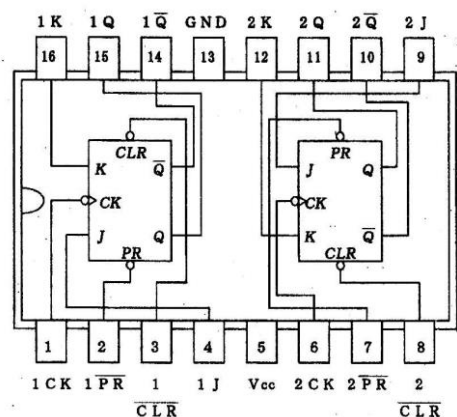 1K 1Q 1Q̅ GND 2K 2Q 2Q̅ 2J
16 15 14 13 12 11 10 9
CLR PR
K Q̅ J Q
CK CK
J Q K Q̅
PR CLR
1 2 3 4 5 6 7 8
1CK 1P̅R̅ 1 1J Vcc 2CK 2P̅R̅ 2
C̅L̅R̅ C̅L̅R̅